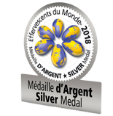 Effervescents du Monde 2018
Médaille D'ARGENT SILVER Medal
Médaille d'Argent
Silver Medal